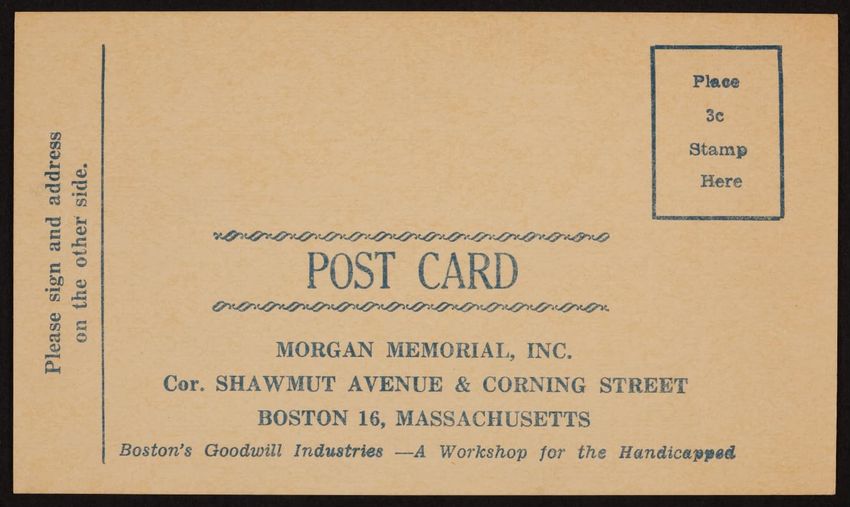 Please sign and address
on the other side.
Place
3c
Stamp
Here
POST CARD
MORGAN MEMORIAL, INC.
Cor. SHAWMUT AVENUE & CORNING STREET
BOSTON 16, MASSACHUSETTS
Boston's Goodwill Industries —A Workshop for the Handicapped